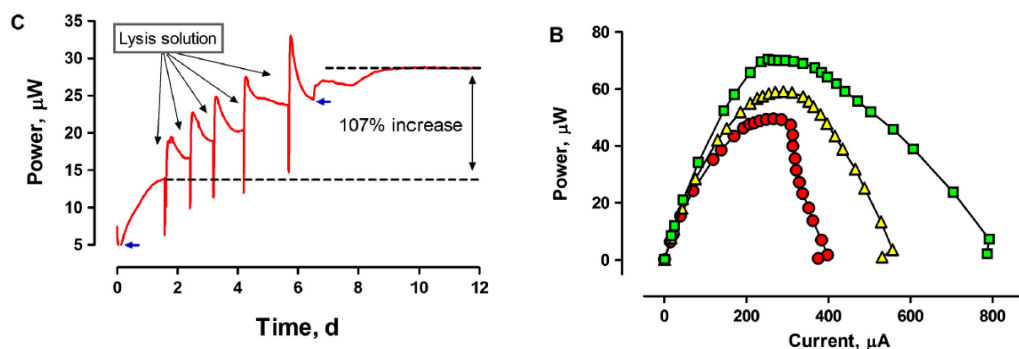 C
Power, μW
35
30
25
20
15
10
5
Lysis solution
107% increase
0 2 4 6 8 10 12
Time, d
B
Power, μW
80
60
40
20
0
0 200 400 600 800
Current, μA